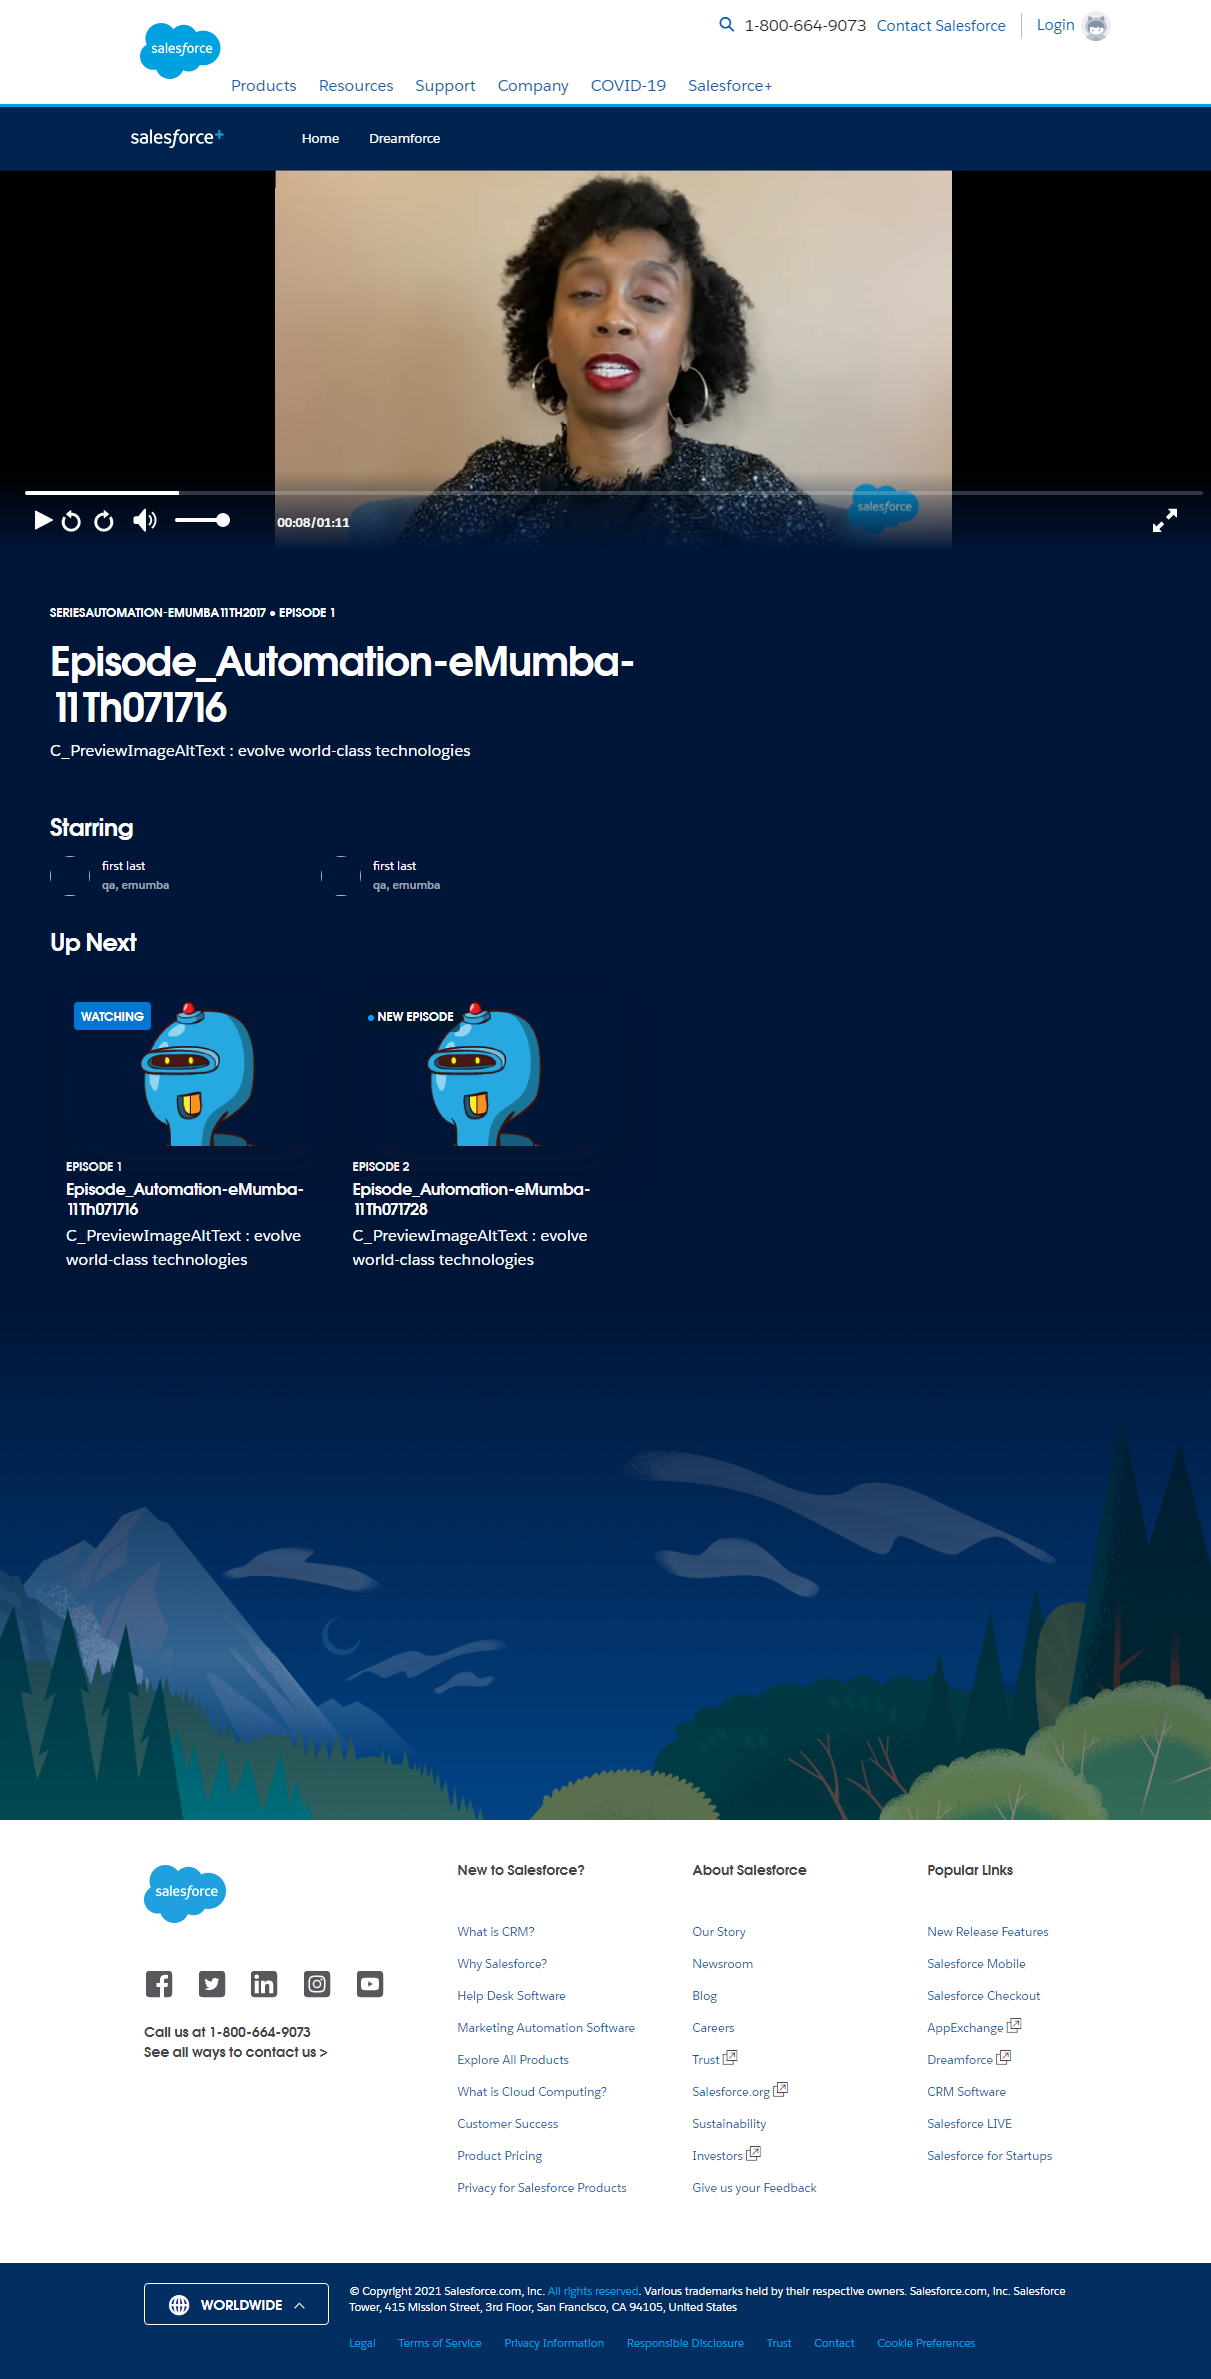 1-800-664-9073 Contact Salesforce Login
salesforce
Products Resources Support Company COVID-19 Salesforce+
salesforce+ Home Dreamforce
salesforce
00:08/01:11
SERIESAUTOMATION-EMUMBA11TH2017 • EPISODE 1
Episode_Automation-eMumba-
11Th071716
C_PreviewImageAltText : evolve world-class technologies
Starring
first last
qa, emumba
first last
qa, emumba
Up Next
WATCHING
EPISODE 1
Episode_Automation-eMumba-
11Th071716
C_PreviewImageAltText : evolve
world-class technologies
• NEW EPISODE
EPISODE 2
Episode_Automation-eMumba-
11Th071728
C_PreviewImageAltText : evolve
world-class technologies
salesforce
Call us at 1-800-664-9073
See all ways to contact us >
New to Salesforce?
What is CRM?
Why Salesforce?
Help Desk Software
Marketing Automation Software
Explore All Products
What is Cloud Computing?
Customer Success
Product Pricing
Privacy for Salesforce Products
About Salesforce
Our Story
Newsroom
Blog
Careers
Trust
Salesforce.org
Sustainability
Investors
Give us your Feedback
Popular Links
New Release Features
Salesforce Mobile
Salesforce Checkout
AppExchange
Dreamforce
CRM Software
Salesforce LIVE
Salesforce for Startups
WORLDWIDE
© Copyright 2021 Salesforce.com, inc. All rights reserved. Various trademarks held by their respective owners. Salesforce.com, inc. Salesforce
Tower, 415 Mission Street, 3rd Floor, San Francisco, CA 94105, United States
Legal Terms of Service Privacy Information Responsible Disclosure Trust Contact Cookie Preferences